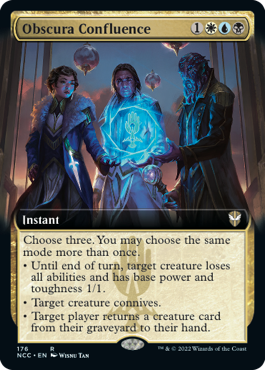 Obscura Confluence 1
Instant
Choose three. You may choose the same
mode more than once.
• Until end of turn, target creature loses
all abilities and has base power and
toughness 1/1.
• Target creature connives.
• Target player returns a creature card
from their graveyard to their hand.
176 R
NCC • EN Wisnu Tan
™ & © 2022 Wizards of the Coast